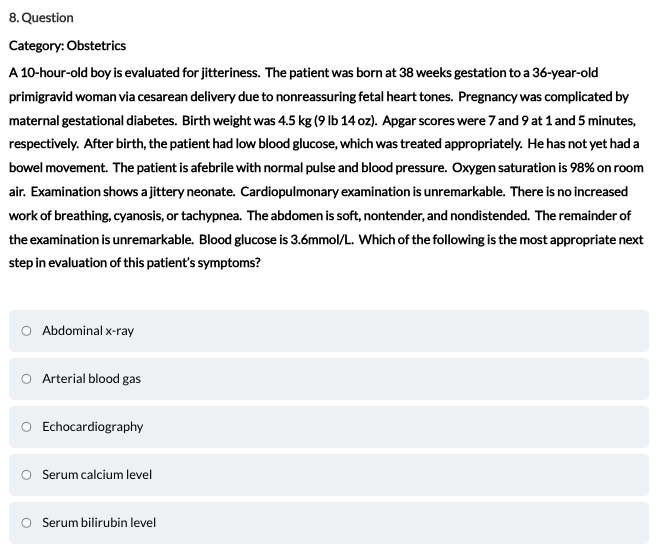 8. Question
Category: Obstetrics
A 10-hour-old boy is evaluated for jitteriness. The patient was born at 38 weeks gestation to a 36-year-old
primigravid woman via cesarean delivery due to nonreassuring fetal heart tones. Pregnancy was complicated by
maternal gestational diabetes. Birth weight was 4.5 kg (9 lb 14 oz). Apgar scores were 7 and 9 at 1 and 5 minutes,
respectively. After birth, the patient had low blood glucose, which was treated appropriately. He has not yet had a
bowel movement. The patient is afebrile with normal pulse and blood pressure. Oxygen saturation is 98% on room
air. Examination shows a jittery neonate. Cardiopulmonary examination is unremarkable. There is no increased
work of breathing, cyanosis, or tachypnea. The abdomen is soft, nontender, and nondistended. The remainder of
the examination is unremarkable. Blood glucose is 3.6mmol/L. Which of the following is the most appropriate next
step in evaluation of this patient's symptoms?
Abdominal x-ray
Arterial blood gas
Echocardiography
Serum calcium level
Serum bilirubin level